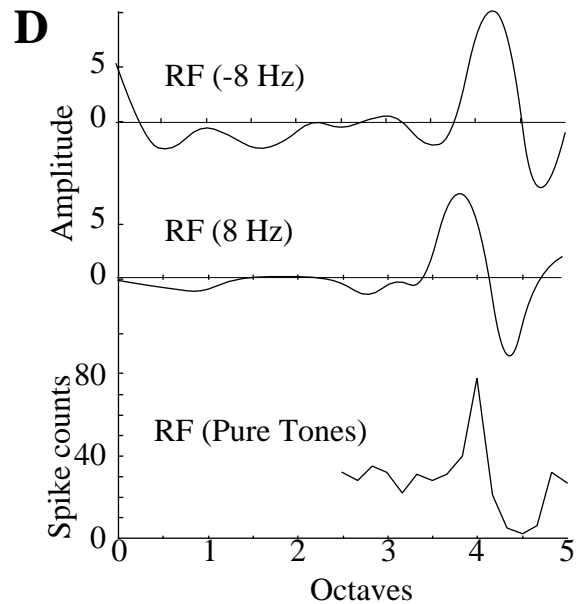 D
5
RF (-8 Hz)
0
Amplitude
5
RF (8 Hz)
0
80
RF (Pure Tones)
40
Spike counts
0
0 1 2 3 4 5
Octaves